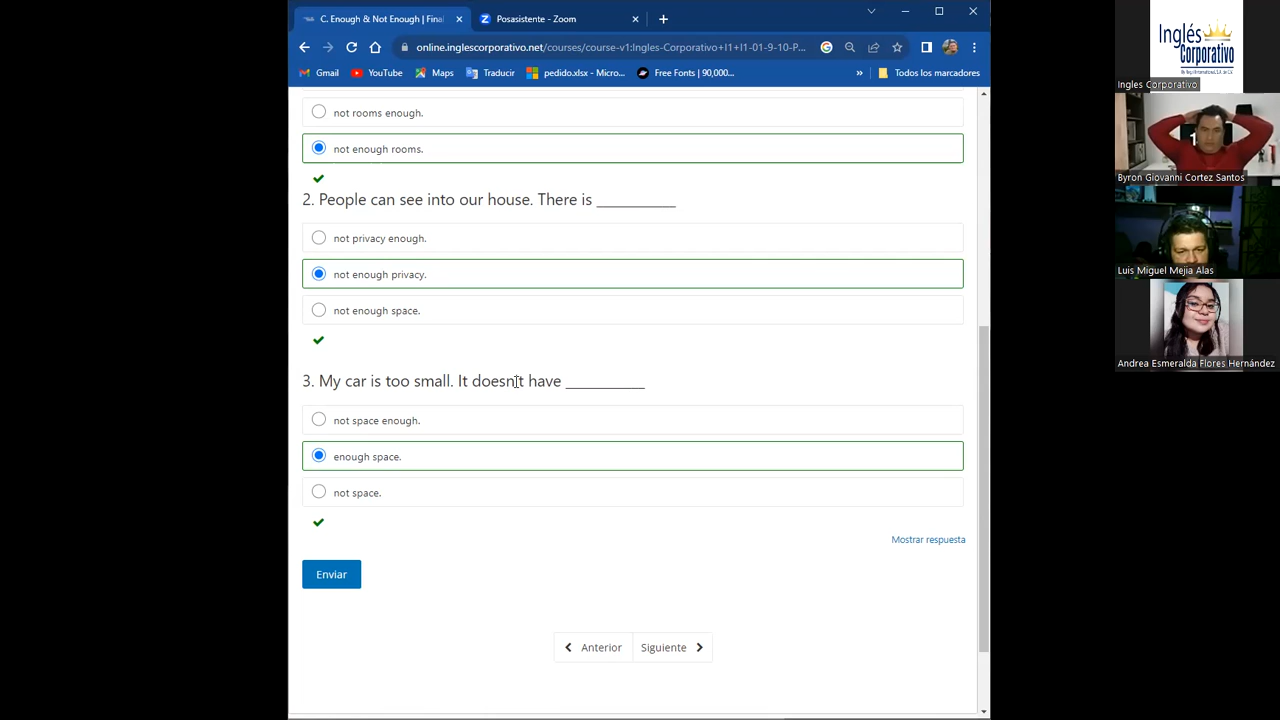 C. Enough & Not Enough | Fina
Posasistente - Zoom
online.inglescorporativo.net/courses/course-v1:Ingles-Corporativo+I1+I1-01-9-10-P...
Gmail
YouTube
Maps
Traducir
pedido.xlsx - Micro...
Free Fonts | 90,000...
»
Todos los marcadores
not rooms enough.
not enough rooms.
2. People can see into our house. There is ____________
not privacy enough.
not enough privacy.
not enough space.
3. My car is too small. It doesn't have ____________
not space enough.
enough space.
not space.
Mostrar respuesta
Enviar
Anterior
Siguiente
Inglés
Corporativo
Ingles Corporativo
Byron Giovanni Cortez Santos
Luis Miguel Mejia Alas
Andrea Esmeralda Flores Hernández